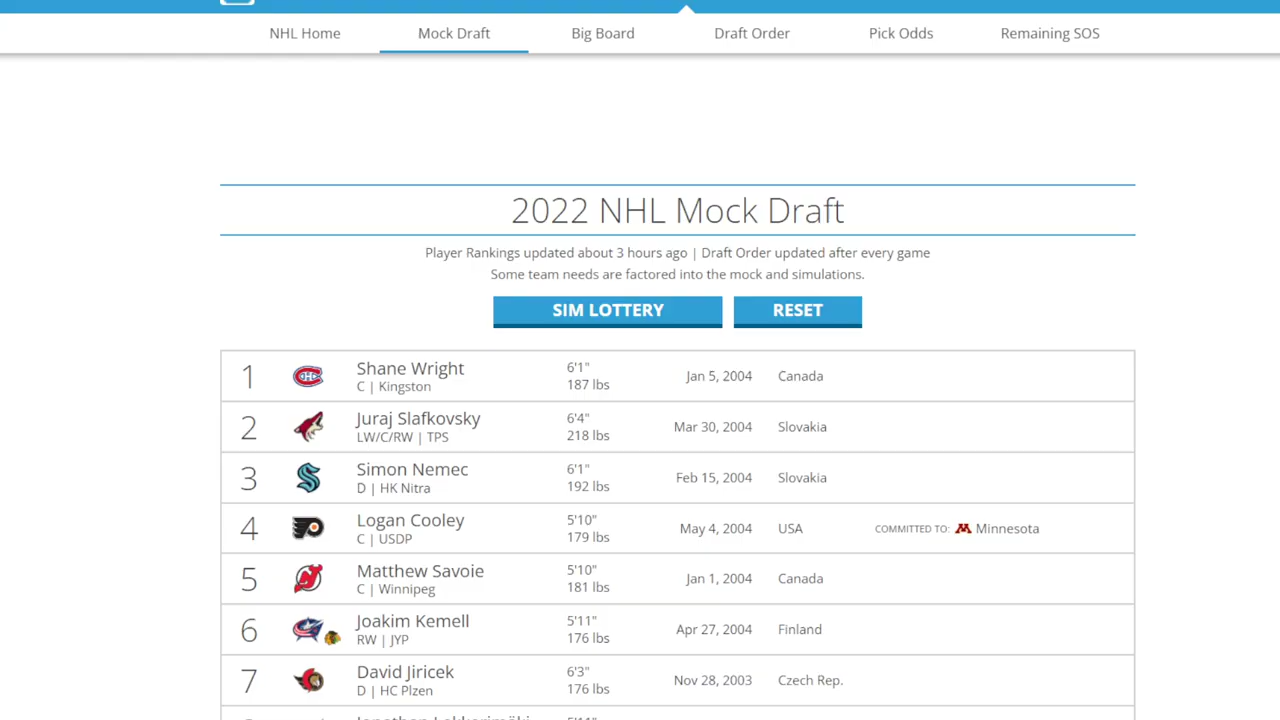 NHL Home Mock Draft Big Board Draft Order Pick Odds Remaining SOS
2022 NHL Mock Draft
Player Rankings updated about 3 hours ago | Draft Order updated after every game
Some team needs are factored into the mock and simulations.
SIM LOTTERY RESET
1 Shane Wright 6'1" Jan 5, 2004 Canada
C | Kingston 187 lbs
2 Juraj Slafkovsky 6'4" Mar 30, 2004 Slovakia
LW/C/RW | TPS 218 lbs
3 Simon Nemec 6'1" Feb 15, 2004 Slovakia
D | HK Nitra 192 lbs
4 Logan Cooley 5'10" May 4, 2004 USA COMMITTED TO: Minnesota
C | USDP 179 lbs
5 Matthew Savoie 5'10" Jan 1, 2004 Canada
C | Winnipeg 181 lbs
6 Joakim Kemell 5'11" Apr 27, 2004 Finland
RW | JYP 176 lbs
7 David Jiricek 6'3" Nov 28, 2003 Czech Rep.
D | HC Plzen 176 lbs